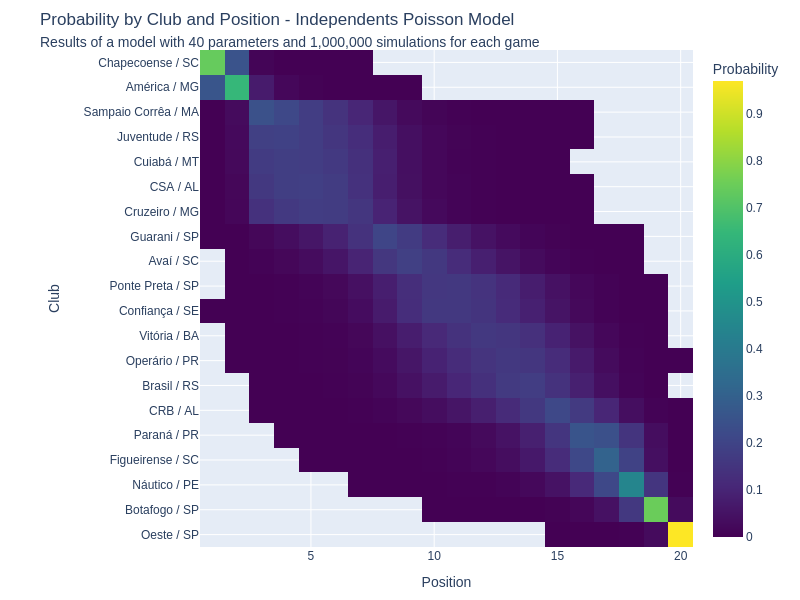 Probability by Club and Position - Independents Poisson Model
Results of a model with 40 parameters and 1,000,000 simulations for each game
Probability
Chapecoense / SC
América / MG
Sampaio Corrêa / MA
Juventude / RS
Cuiabá / MT
CSA / AL
Cruzeiro / MG
Guarani / SP
Avaí / SC
Ponte Preta / SP
Confiança / SE
Vitória / BA
Operário / PR
Brasil / RS
CRB / AL
Paraná / PR
Figueirense / SC
Náutico / PE
Botafogo / SP
Oeste / SP
Club
5
10
15
20
Position
0.9
0.8
0.7
0.6
0.5
0.4
0.3
0.2
0.1
0